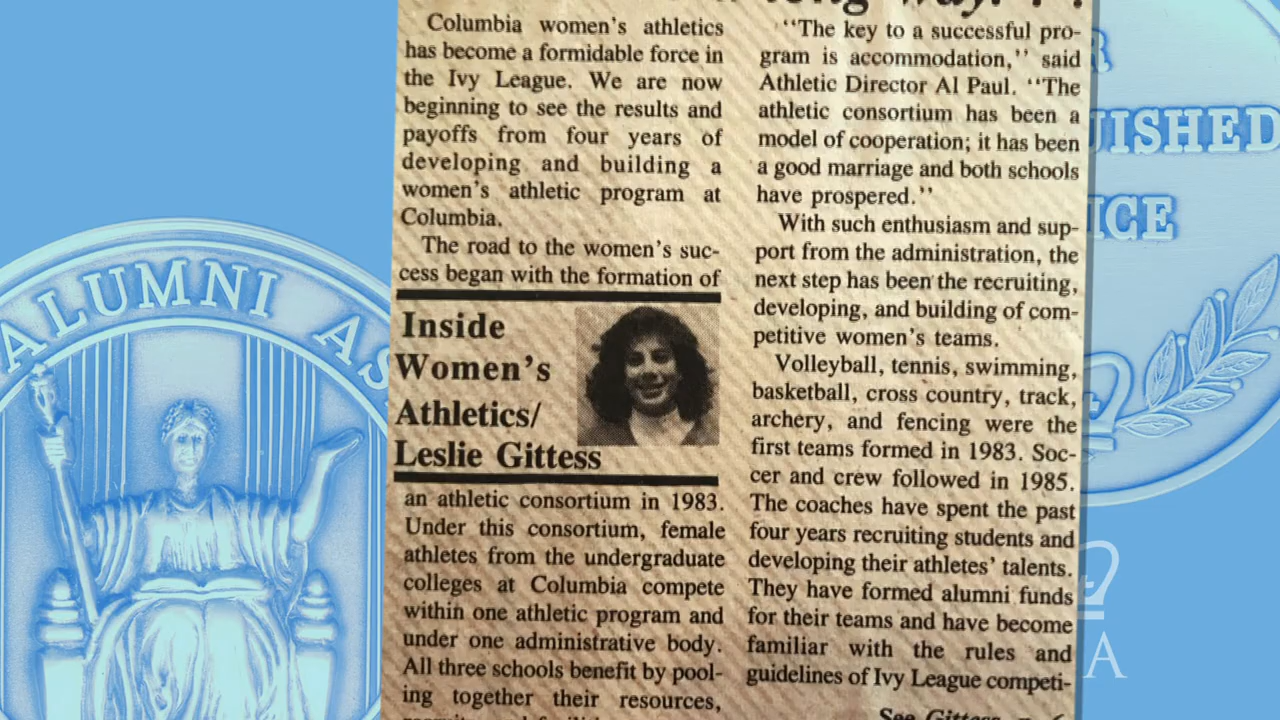 way. . .
Columbia women's athletics
has become a formidable force in
the Ivy League. We are now
beginning to see the results and
payoffs from four years of
developing and building a
women's athletic program at
Columbia.
The road to the women's suc-
cess began with the formation of
Inside
Women's
Athletics/
Leslie Gittess
an athletic consortium in 1983.
Under this consortium, female
athletes from the undergraduate
colleges at Columbia compete
within one athletic program and
under one administrative body.
All three schools benefit by pool-
ing together their resources,
"The key to a successful pro-
gram is accommodation," said
Athletic Director Al Paul. "The
athletic consortium has been a
model of cooperation; it has been
a good marriage and both schools
have prospered."
With such enthusiasm and sup-
port from the administration, the
next step has been the recruiting,
developing, and building of com-
petitive women's teams.
Volleyball, tennis, swimming,
basketball, cross country, track,
archery, and fencing were the
first teams formed in 1983. Soc-
cer and crew followed in 1985.
The coaches have spent the past
four years recruiting students and
developing their athletes' talents.
They have formed alumni funds
for their teams and have become
familiar with the rules and
guidelines of Ivy League competi-
See Gittess
ALUMNI AS
R
UISHED
ICE
A